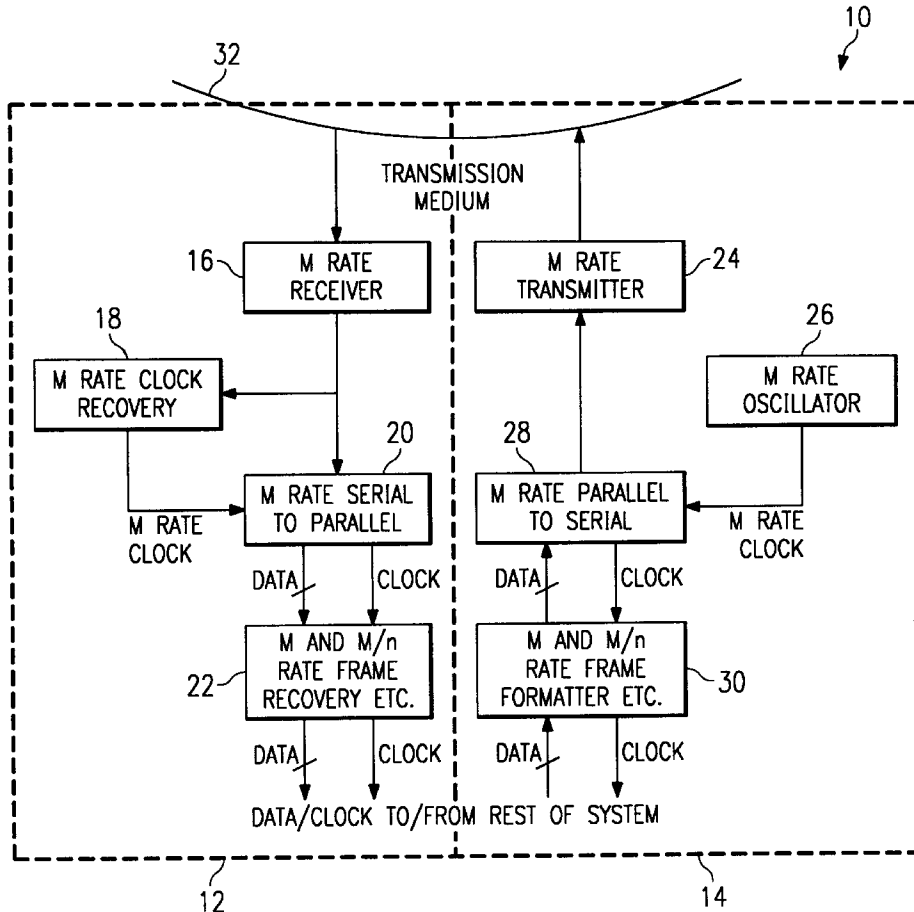 10
32
TRANSMISSION
MEDIUM
16
M RATE
RECEIVER
M RATE
TRANSMITTER
24
18
M RATE CLOCK
RECOVERY
26
M RATE
OSCILLATOR
20
M RATE SERIAL
TO PARALLEL
28
M RATE PARALLEL
TO SERIAL
M RATE
CLOCK
M RATE
CLOCK
DATA
CLOCK
DATA
CLOCK
22
M AND M/n
RATE FRAME
RECOVERY ETC.
M AND M/n
RATE FRAME
FORMATTER ETC.
30
DATA
CLOCK
DATA
CLOCK
DATA/CLOCK TO/FROM REST OF SYSTEM
12
14